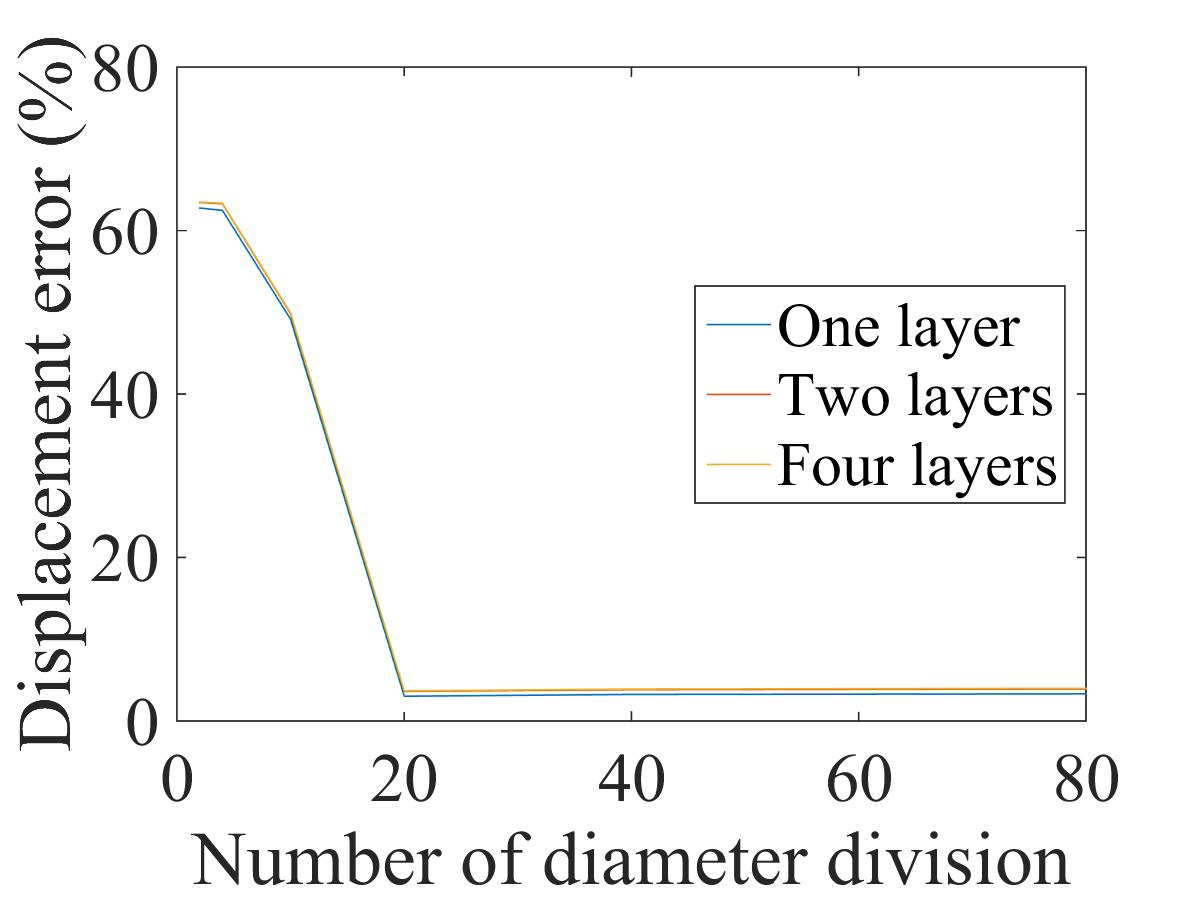 Displacement error (%)
80
60
40
20
0
0 20 40 60 80
Number of diameter division
One layer
Two layers
Four layers